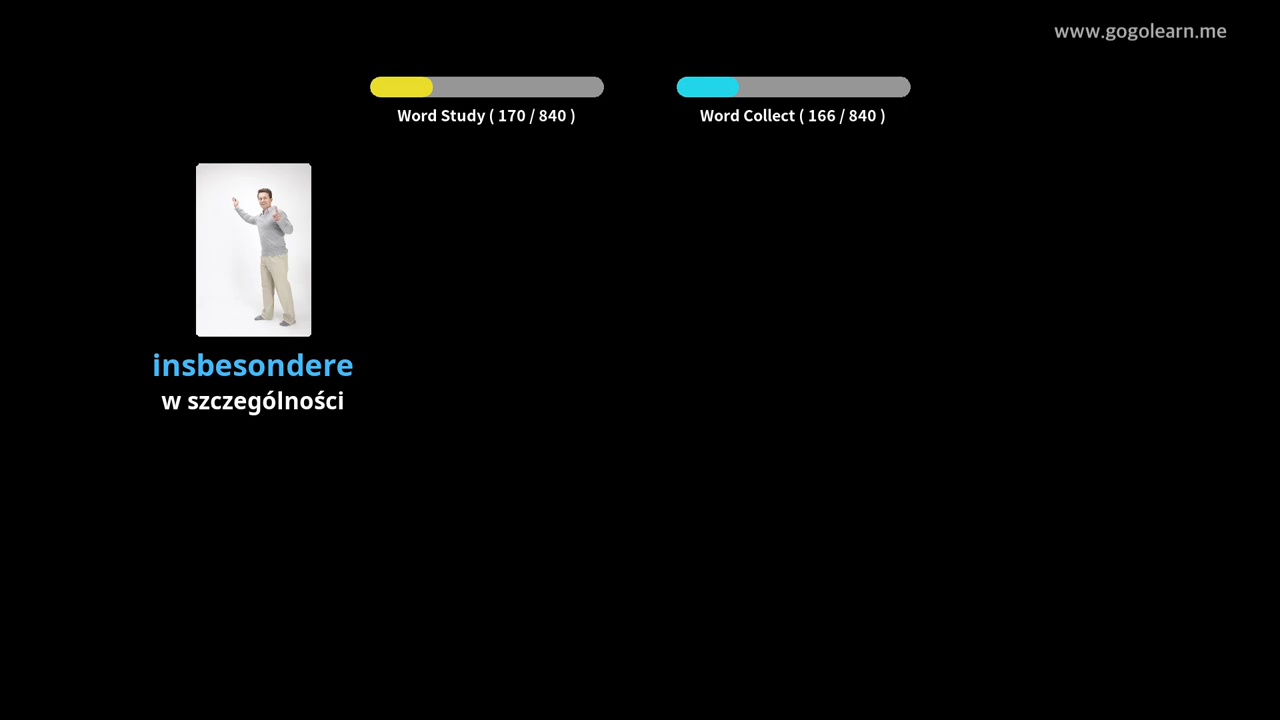 www.gogolearn.me
Word Study ( 170 / 840 )
Word Collect ( 166 / 840 )
insbesondere
w szczególności